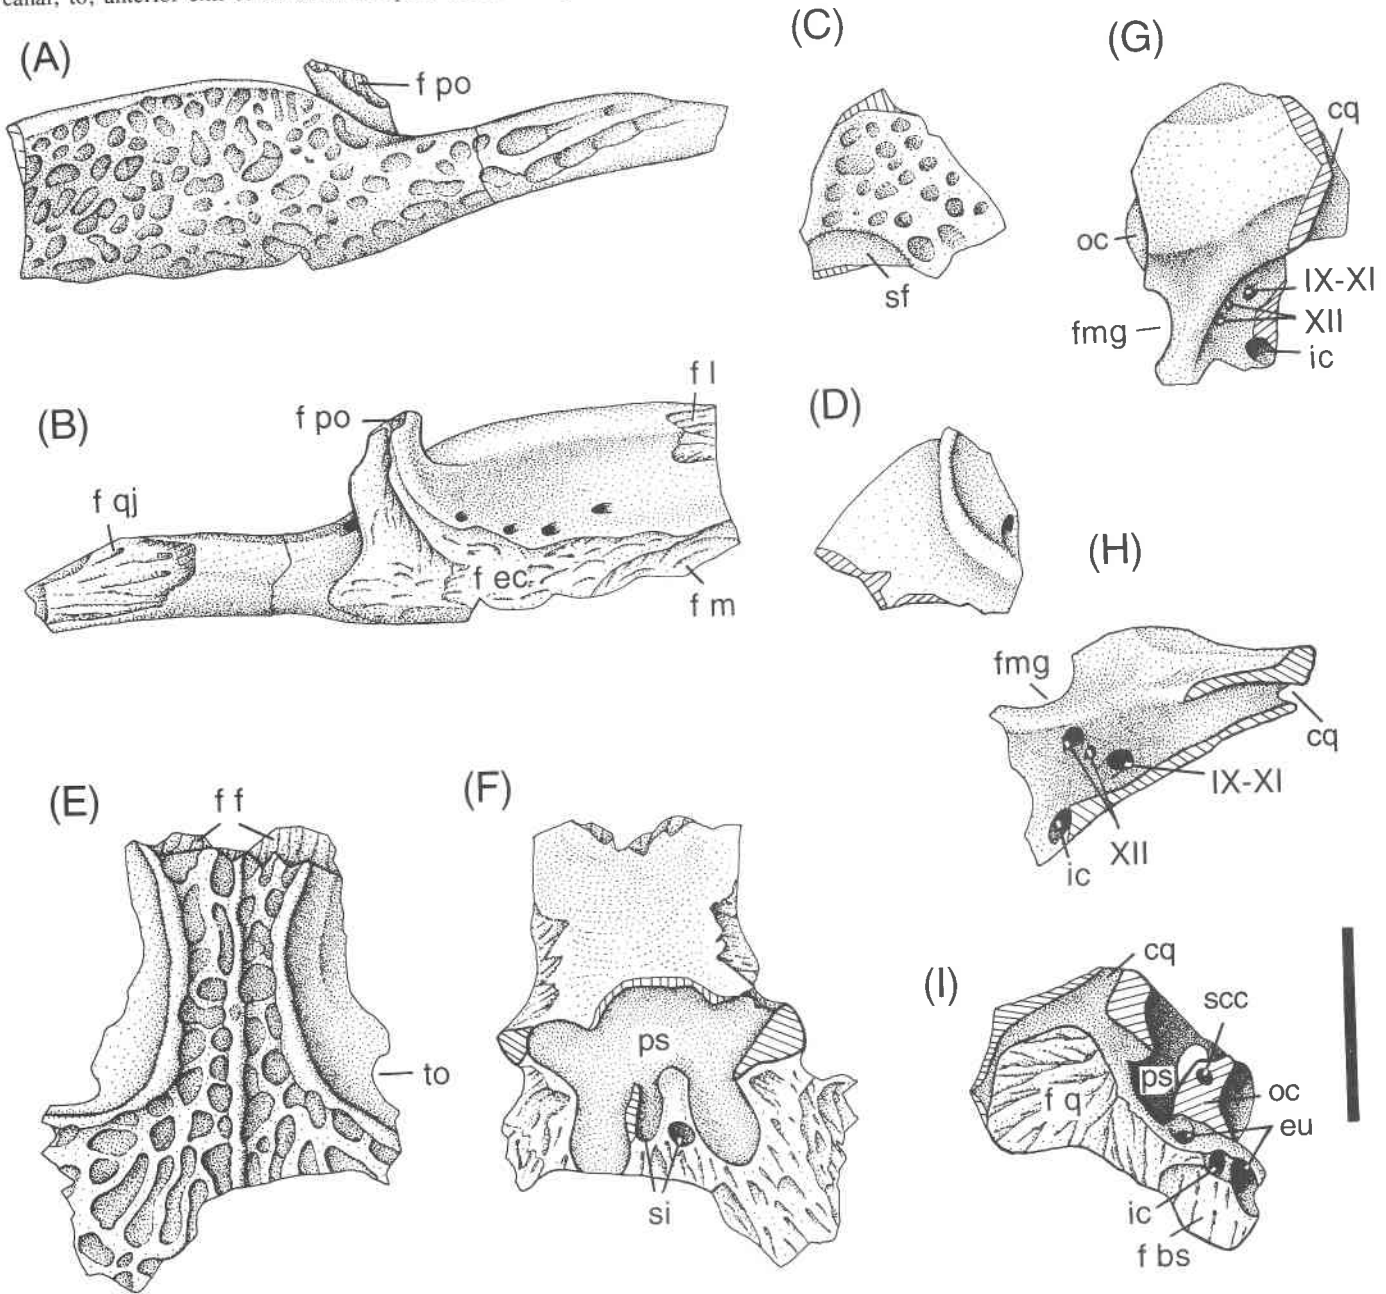 (A)
f po
(C)
sf
(G)
cq
oc
IX-XI
XII
fmg
ic
(B)
f po
f l
f qj
f ec
f m
(D)
(H)
fmg
cq
IX-XI
XII
ic
(E)
f f
to
(F)
ps
si
(I)
cq
scc
ps
oc
f q
eu
ic
f bs